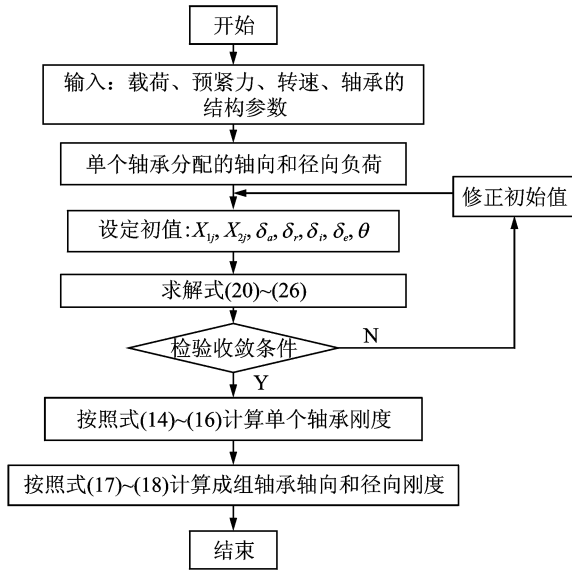 开始
输入：载荷、预紧力、转速、轴承的
结构参数
单个轴承分配的轴向和径向负荷
修正初始值
设定初值:X₁ⱼ, X₂ⱼ, δₐ, δᵣ, δᵢ, δₑ, θ
求解式(20)~(26)
检验收敛条件
N
Y
按照式(14)~(16)计算单个轴承刚度
按照式(17)~(18)计算成组轴承轴向和径向刚度
结束